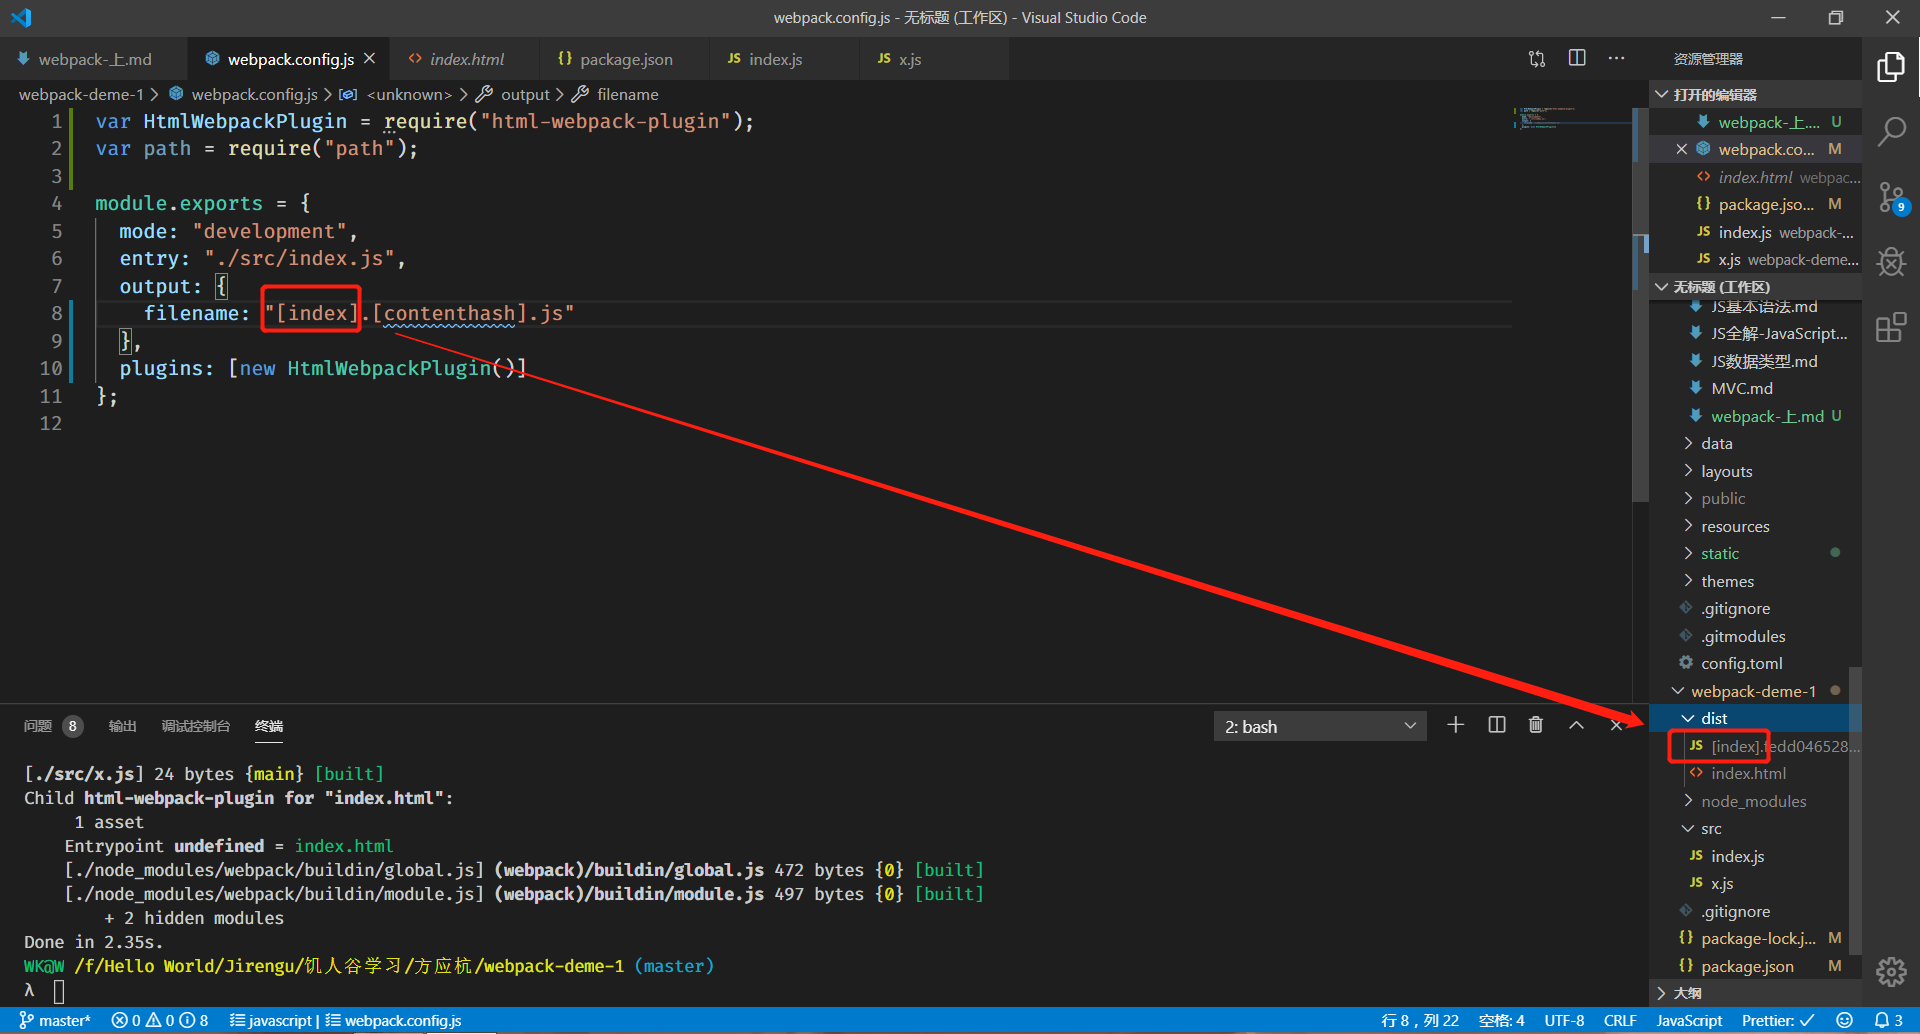 webpack.config.js - 无标题 (工作区) - Visual Studio Code
webpack-上.md
webpack.config.js
index.html
package.json
JS index.js
JS x.js
webpack-deme-1 > webpack.config.js > <unknown> > output > filename
1 var HtmlWebpackPlugin = require("html-webpack-plugin");
2 var path = require("path");
3
4 module.exports = {
5 mode: "development",
6 entry: "./src/index.js",
7 output: {
8 filename: "[index].[contenthash].js"
9 },
10 plugins: [new HtmlWebpackPlugin()]
11 };
12
问题 8 输出 调试控制台 终端
2: bash
[./src/x.js] 24 bytes {main} [built]
Child html-webpack-plugin for "index.html":
1 asset
Entrypoint undefined = index.html
[./node_modules/webpack/buildin/global.js] (webpack)/buildin/global.js 472 bytes {0} [built]
[./node_modules/webpack/buildin/module.js] (webpack)/buildin/module.js 497 bytes {0} [built]
+ 2 hidden modules
Done in 2.35s.
WK@W /f/Hello World/Jirengu/饥人谷学习/方应杭/webpack-deme-1 (master)
λ
资源管理器
打开的编辑器
webpack-上.... U
webpack.co... M
index.html webpac...
{} package.jso... M
JS index.js webpack-...
JS x.js webpack-deme...
无标题 (工作区)
JS基本语法.md
JS全解-JavaScript...
JS数据类型.md
MVC.md
webpack-上.md U
data
layouts
public
resources
static
themes
.gitignore
.gitmodules
config.toml
webpack-deme-1
dist
JS [index].fedd046528...
index.html
node_modules
src
JS index.js
JS x.js
.gitignore
{} package-lock.j... M
{} package.json M
大纲
9
master* 0 0 8 javascript | webpack.config.js
行 8，列 22 空格: 4 UTF-8 CRLF JavaScript Prettier: ✓ 3